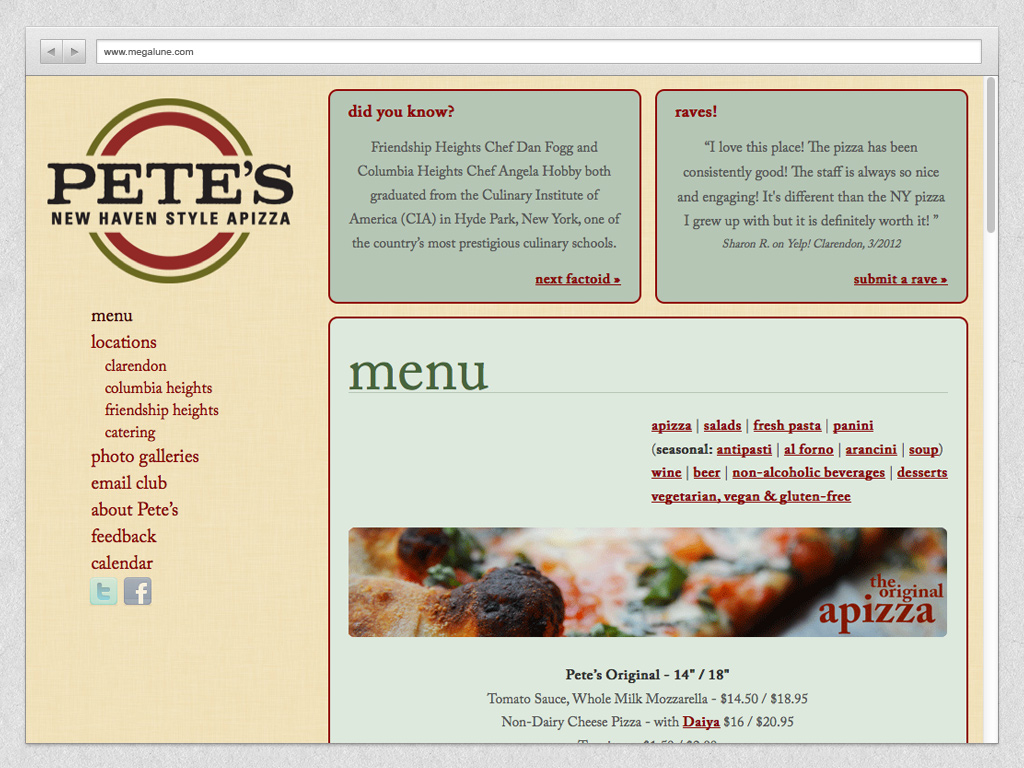 www.megalune.com
PETE'S
NEW HAVEN STYLE APIZZA
menu
locations
clarendon
columbia heights
friendship heights
catering
photo galleries
email club
about Pete's
feedback
calendar
did you know?
Friendship Heights Chef Dan Fogg and
Columbia Heights Chef Angela Hobby both
graduated from the Culinary Institute of
America (CIA) in Hyde Park, New York, one of
the country's most prestigious culinary schools.
next factoid »
raves!
“I love this place! The pizza has been
consistently good! The staff is always so nice
and engaging! It's different than the NY pizza
I grew up with but it is definitely worth it! ”
Sharon R. on Yelp! Clarendon, 3/2012
submit a rave »
menu
apizza | salads | fresh pasta | panini
(seasonal: antipasti | al forno | arancini | soup)
wine | beer | non-alcoholic beverages | desserts
vegetarian, vegan & gluten-free
the
original
apizza
Pete's Original - 14" / 18"
Tomato Sauce, Whole Milk Mozzarella - $14.50 / $18.95
Non-Dairy Cheese Pizza - with Daiya $16 / $20.95